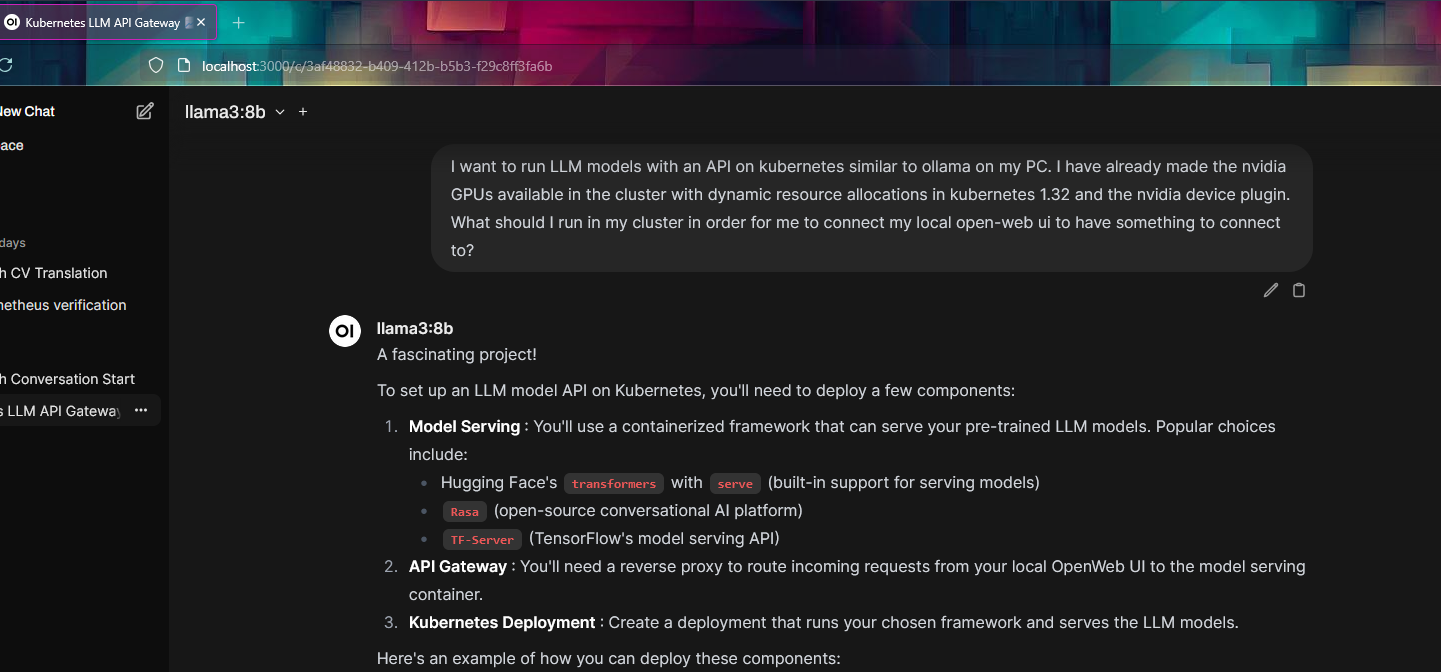 Kubernetes LLM API Gateway
localhost:3000/c/3af48832-b409-412b-b5b3-f29c8ff3fa6b
New Chat
ace
days
h CV Translation
netheus verification
h Conversation Start
s LLM API Gateway
llama3:8b
I want to run LLM models with an API on kubernetes similar to ollama on my PC. I have already made the nvidia
GPUs available in the cluster with dynamic resource allocations in kubernetes 1.32 and the nvidia device plugin.
What should I run in my cluster in order for me to connect my local open-web ui to have something to connect
to?
OI
llama3:8b
A fascinating project!
To set up an LLM model API on Kubernetes, you'll need to deploy a few components:
1. Model Serving : You'll use a containerized framework that can serve your pre-trained LLM models. Popular choices
include:
• Hugging Face's transformers with serve (built-in support for serving models)
• Rasa (open-source conversational AI platform)
• TF-Server (TensorFlow's model serving API)
2. API Gateway : You'll need a reverse proxy to route incoming requests from your local OpenWeb UI to the model serving
container.
3. Kubernetes Deployment : Create a deployment that runs your chosen framework and serves the LLM models.
Here's an example of how you can deploy these components: